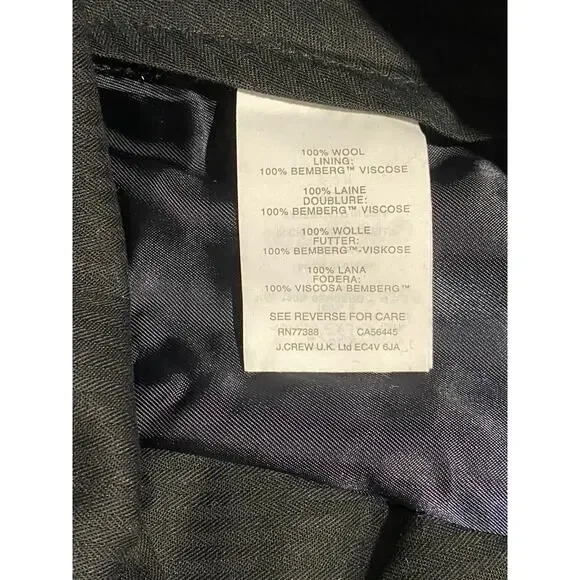 100% WOOL
LINING:
100% BEMBERG™ VISCOSE
100% LAINE
DOUBLURE:
100% BEMBERG™ VISCOSE
100% WOLLE
FUTTER:
100% BEMBERG™-VISKOSE
100% LANA
FODERA:
100% VISCOSA BEMBERG™
SEE REVERSE FOR CARE
RN77388 CA56445
J.CREW U.K. Ltd EC4V 6JA